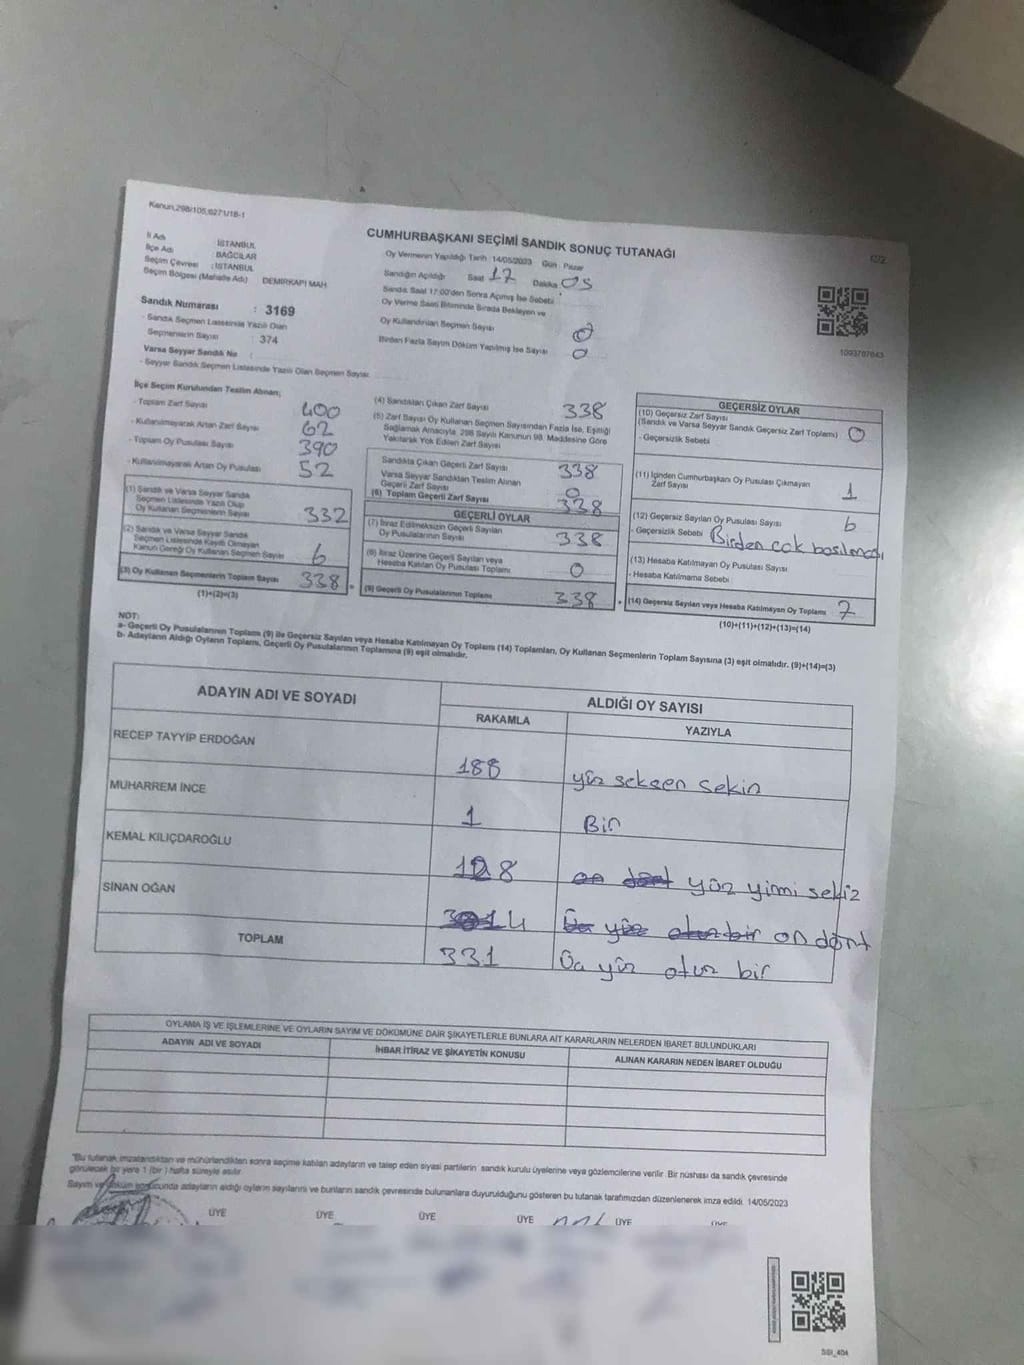 Kanun,298/105,627 U18-1
CUMHURBAŞKANI SEÇİMİ SANDIK SONUÇ TUTANAĞI
İl Adı : İSTANBUL
İlçe Adı : BAĞCILAR
Seçim Çevresi : İSTANBUL
Seçim Bölgesi (Mahalle Adı) DEMİRKAPI MAH
Sandık Numarası : 3169
- Sandık Seçmen Listesinde Yazılı Olan
Seçmenlerin Sayısı : 374
Varsa Seyyar Sandık No :
- Seyyar Sandık Seçmen Listesinde Yazılı Olan Seçmen Sayısı:
Oy Vermenin Yapıldığı Tarih :14/05/2023 Gün : Pazar
Sandığın Açıldığı Saat 17 Dakika 05
Sandık Saat 17:00'den Sonra Açılmış İse Sebebi
Oy Verme Saati Bitiminde Sırada Bekleyen ve
Oy Kullandırılan Seçmen Sayısı 0
Birden Fazla Sayım Döküm Yapılmış İse Sayısı 0
1093707843
İlçe Seçim Kurulundan Teslim Alınan;
- Toplam Zarf Sayısı 400
- Kullanılmayarak Artan Zarf Sayısı 62
- Toplam Oy Pusulası Sayısı 390
- Kullanılmayarak Artan Oy Pusulası 52
(1) Sandık ve Varsa Seyyar Sandık
Seçmen Listesinde Yazılı Olup
Oy Kullanan Seçmenlerin Sayısı 332
(2) Sandık ve Varsa Seyyar Sandık
Seçmen Listesinde Kayıtlı Olmayan
Kanun Gereği Oy Kullanan Seçmen Sayısı 6
(3) Oy Kullanan Seçmenlerin Toplam Sayısı 338
(1)+(2)=(3)
(4) Sandıktan Çıkan Zarf Sayısı 338
(5) Zarf Sayısı Oy Kullanan Seçmen Sayısından Fazla İse, Eşitliği
Sağlamak Amacıyla, 298 Sayılı Kanunun 98. Maddesine Göre
Yakılarak Yok Edilen Zarf Sayısı
Sandıkta Çıkan Geçerli Zarf Sayısı 338
Varsa Seyyar Sandıktan Teslim Alınan
Geçerli Zarf Sayısı 0
(6) Toplam Geçerli Zarf Sayısı 338
GEÇERLİ OYLAR
(7) İtiraz Edilmeksizin Geçerli Sayılan
Oy Pusulalarının Sayısı 338
(8) İtiraz Üzerine Geçerli Sayılan veya
Hesaba Katılan Oy Pusulası Toplamı 0
(9) Geçerli Oy Pusulalarının Toplamı 338
GEÇERSİZ OYLAR
(10) Geçersiz Zarf Sayısı
(Sandık ve Varsa Seyyar Sandık Geçersiz Zarf Toplamı) 0
- Geçersizlik Sebebi
(11) İçinden Cumhurbaşkanı Oy Pusulası Çıkmayan
Zarf Sayısı 1
(12) Geçersiz Sayılan Oy Pusulası Sayısı 6
- Geçersizlik Sebebi Birden çok basılması
(13) Hesaba Katılmayan Oy Pusulası Sayısı
- Hesaba Katılmama Sebebi
(14) Geçersiz Sayılan veya Hesaba Katılmayan Oy Toplamı 7
(10)+(11)+(12)+(13)=(14)
NOT:
a- Geçerli Oy Pusulalarının Toplamı (9) ile Geçersiz Sayılan veya Hesaba Katılmayan Oy Toplamı (14) Toplamları, Oy Kullanan Seçmenlerin Toplam Sayısına (3) eşit olmalıdır. (9)+(14)=(3)
b- Adayların Aldığı Oyların Toplamı, Geçerli Oy Pusulalarının Toplamına (9) eşit olmalıdır.
ADAYIN ADI VE SOYADI ALDIĞI OY SAYISI
RAKAMLA YAZIYLA
RECEP TAYYİP ERDOĞAN 188 yüz seksen sekin
MUHARREM İNCE 1 Bir
KEMAL KILIÇDAROĞLU 128 on dört yüz yirmi sekiz
SİNAN OĞAN 14 Üç yüz otuz bir on dört
TOPLAM 331 Üç yüz otuz bir
OYLAMA İŞ VE İŞLEMLERİNE VE OYLARIN SAYIM VE DÖKÜMÜNE DAİR ŞİKAYETLERLE BUNLARA AİT KARARLARIN NELERDEN İBARET BULUNDUKLARI
ADAYIN ADI VE SOYADI İHBAR İTİRAZ VE ŞİKAYETİN KONUSU ALINAN KARARIN NEDEN İBARET OLDUĞU
"Bu tutanak imzalandıktan ve mühürlendikten sonra seçime katılan adayların ve talep eden siyasi partilerin sandık kurulu üyelerine veya gözlemcilerine verilir. Bir nüshası da sandık çevresinde
görülecek bir yere 1 (bir ) hafta süreyle asılır.
Sayım ve döküm sonucunda adayların aldığı oyların sayılarını ve bunların sandık çevresinde bulunanlara duyurulduğunu gösteren bu tutanak tarafımızdan düzenlenerek imza edildi. 14/05/2023
ÜYE ÜYE ÜYE ÜYE ÜYE ÜYE
SSI_404